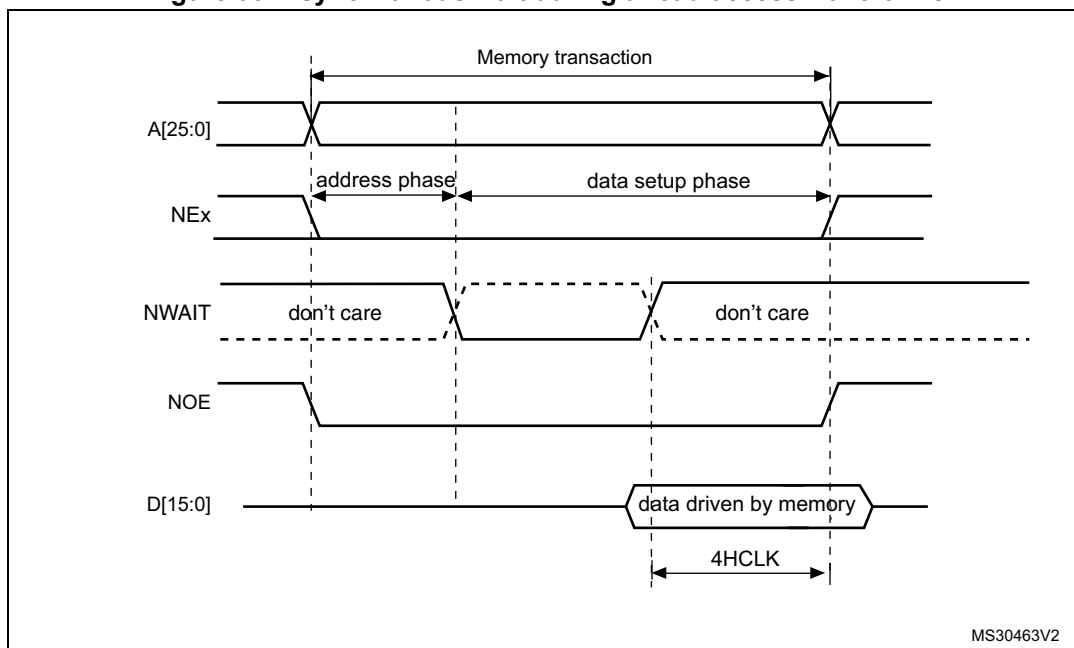 Memory transaction
A[25:0]
address phase
data setup phase
NEx
NWAIT
don't care
don't care
NOE
D[15:0]
data driven by memory
4HCLK
MS30463V2